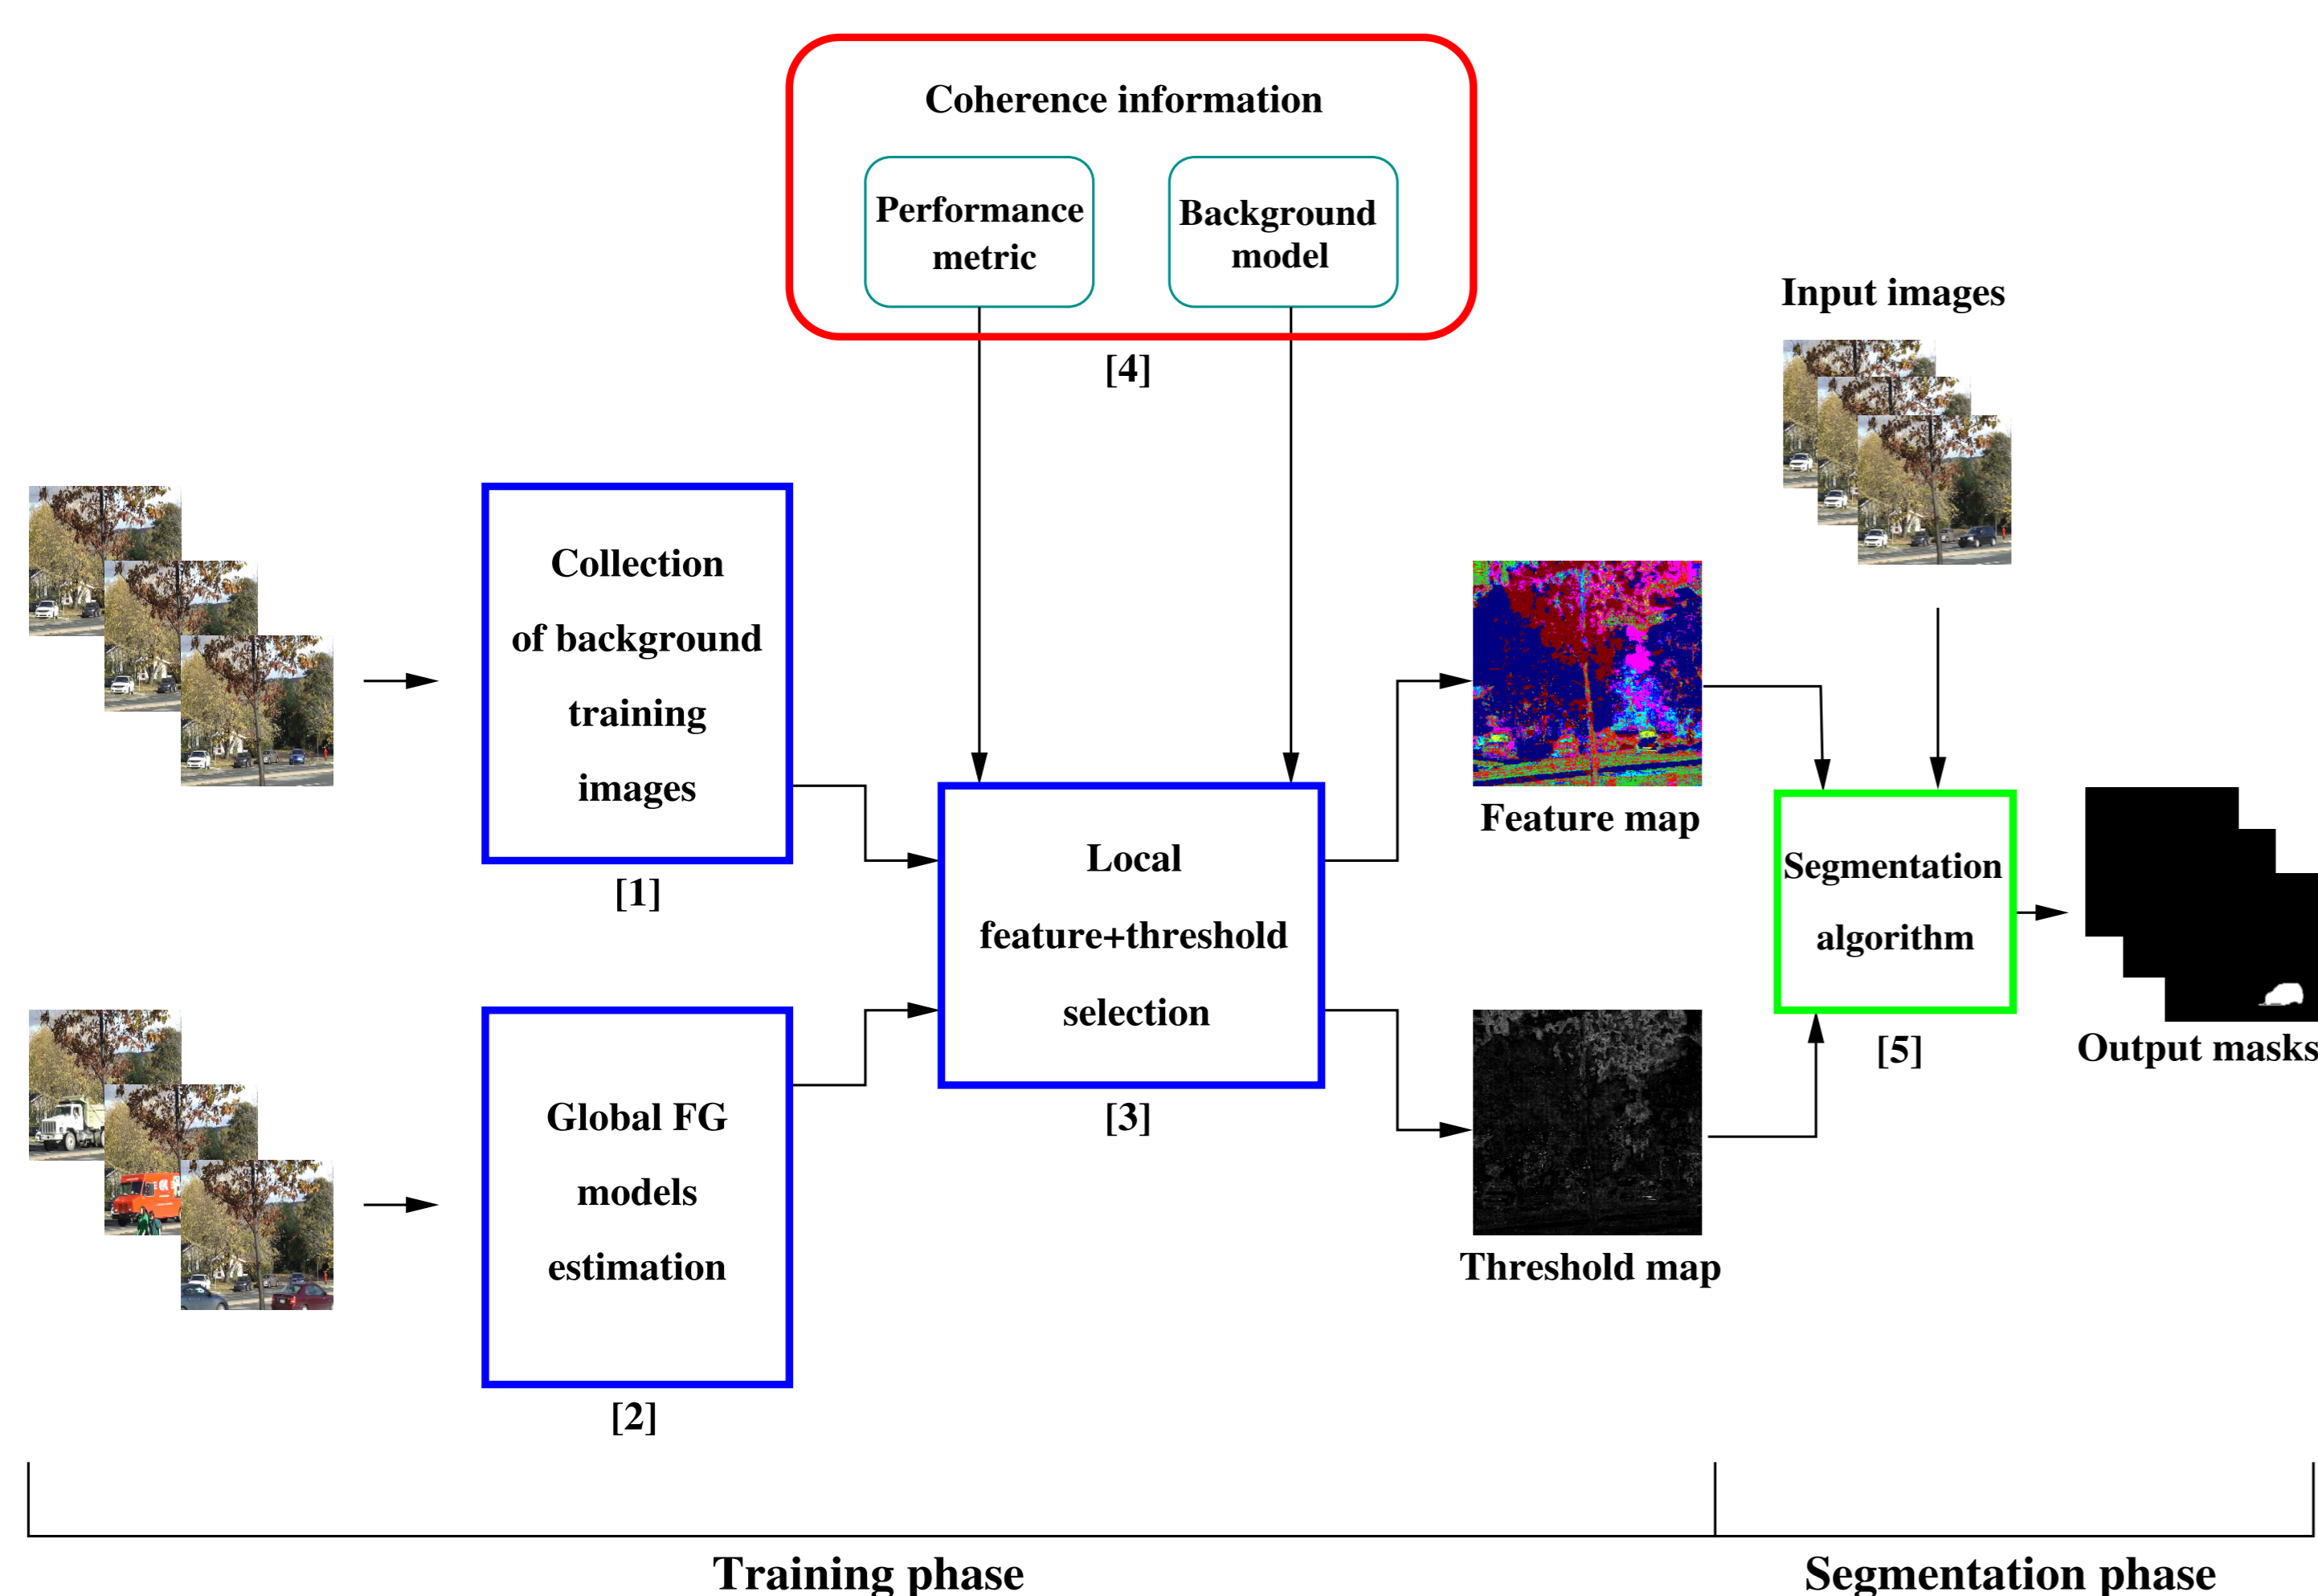 Coherence information
Performance
metric
Background
model
[4]
Input images
Collection
of background
training
images
[1]
Local
feature+threshold
selection
[3]
Feature map
Segmentation
algorithm
[5]
Output masks
Global FG
models
estimation
[2]
Threshold map
Training phase
Segmentation phase